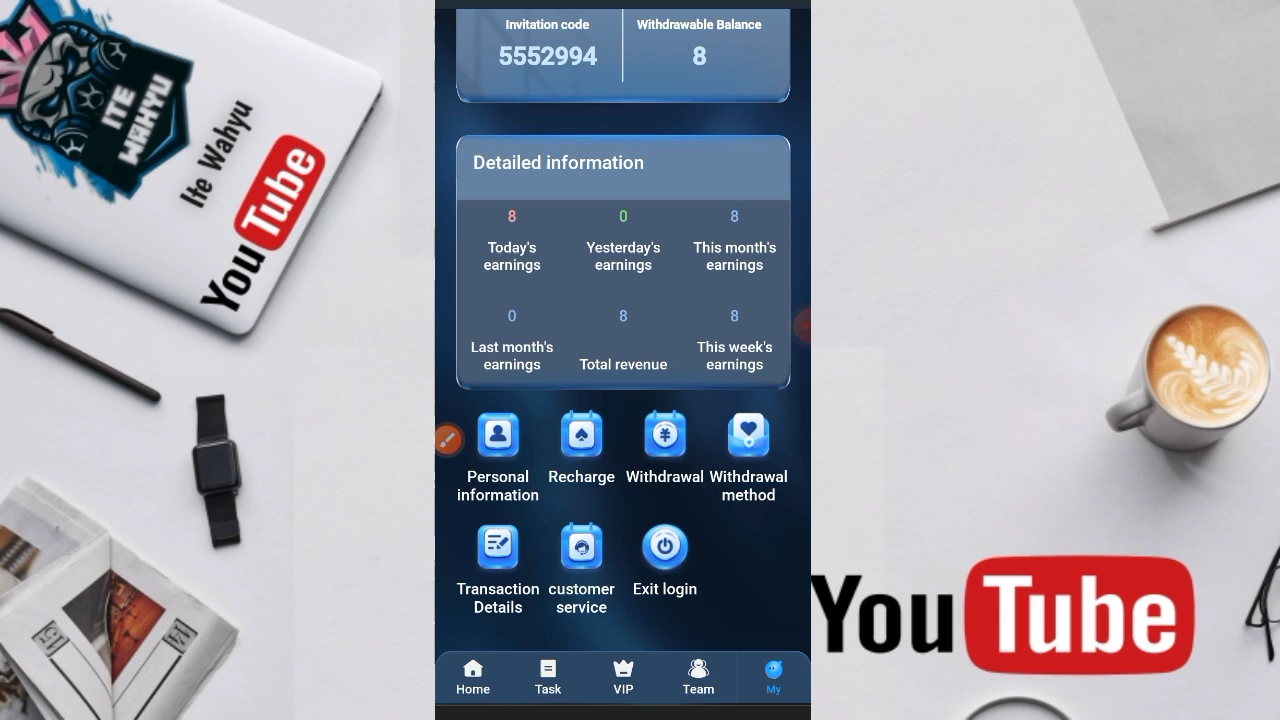 ITE
WAHYU
Ite Wahyu
YouTube
Invitation code
Withdrawable Balance
5552994
8
Detailed information
8
0
8
Today's
earnings
Yesterday's
earnings
This month's
earnings
0
8
8
Last month's
earnings
Total revenue
This week's
earnings
Personal
information
Recharge
Withdrawal
Withdrawal
method
Transaction
Details
customer
service
Exit login
Home
Task
VIP
Team
My
YouTube